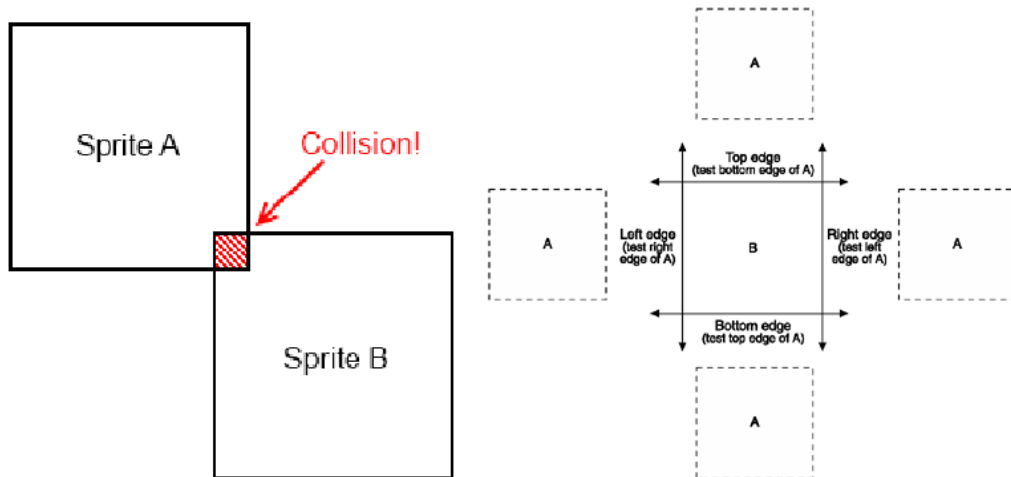 Sprite A
Collision!
Sprite B
A
Top edge
(test bottom edge of A)
A
Left edge
(test right
edge of A)
B
Right edge
(test left
edge of A)
A
Bottom edge
(test top edge of A)
A